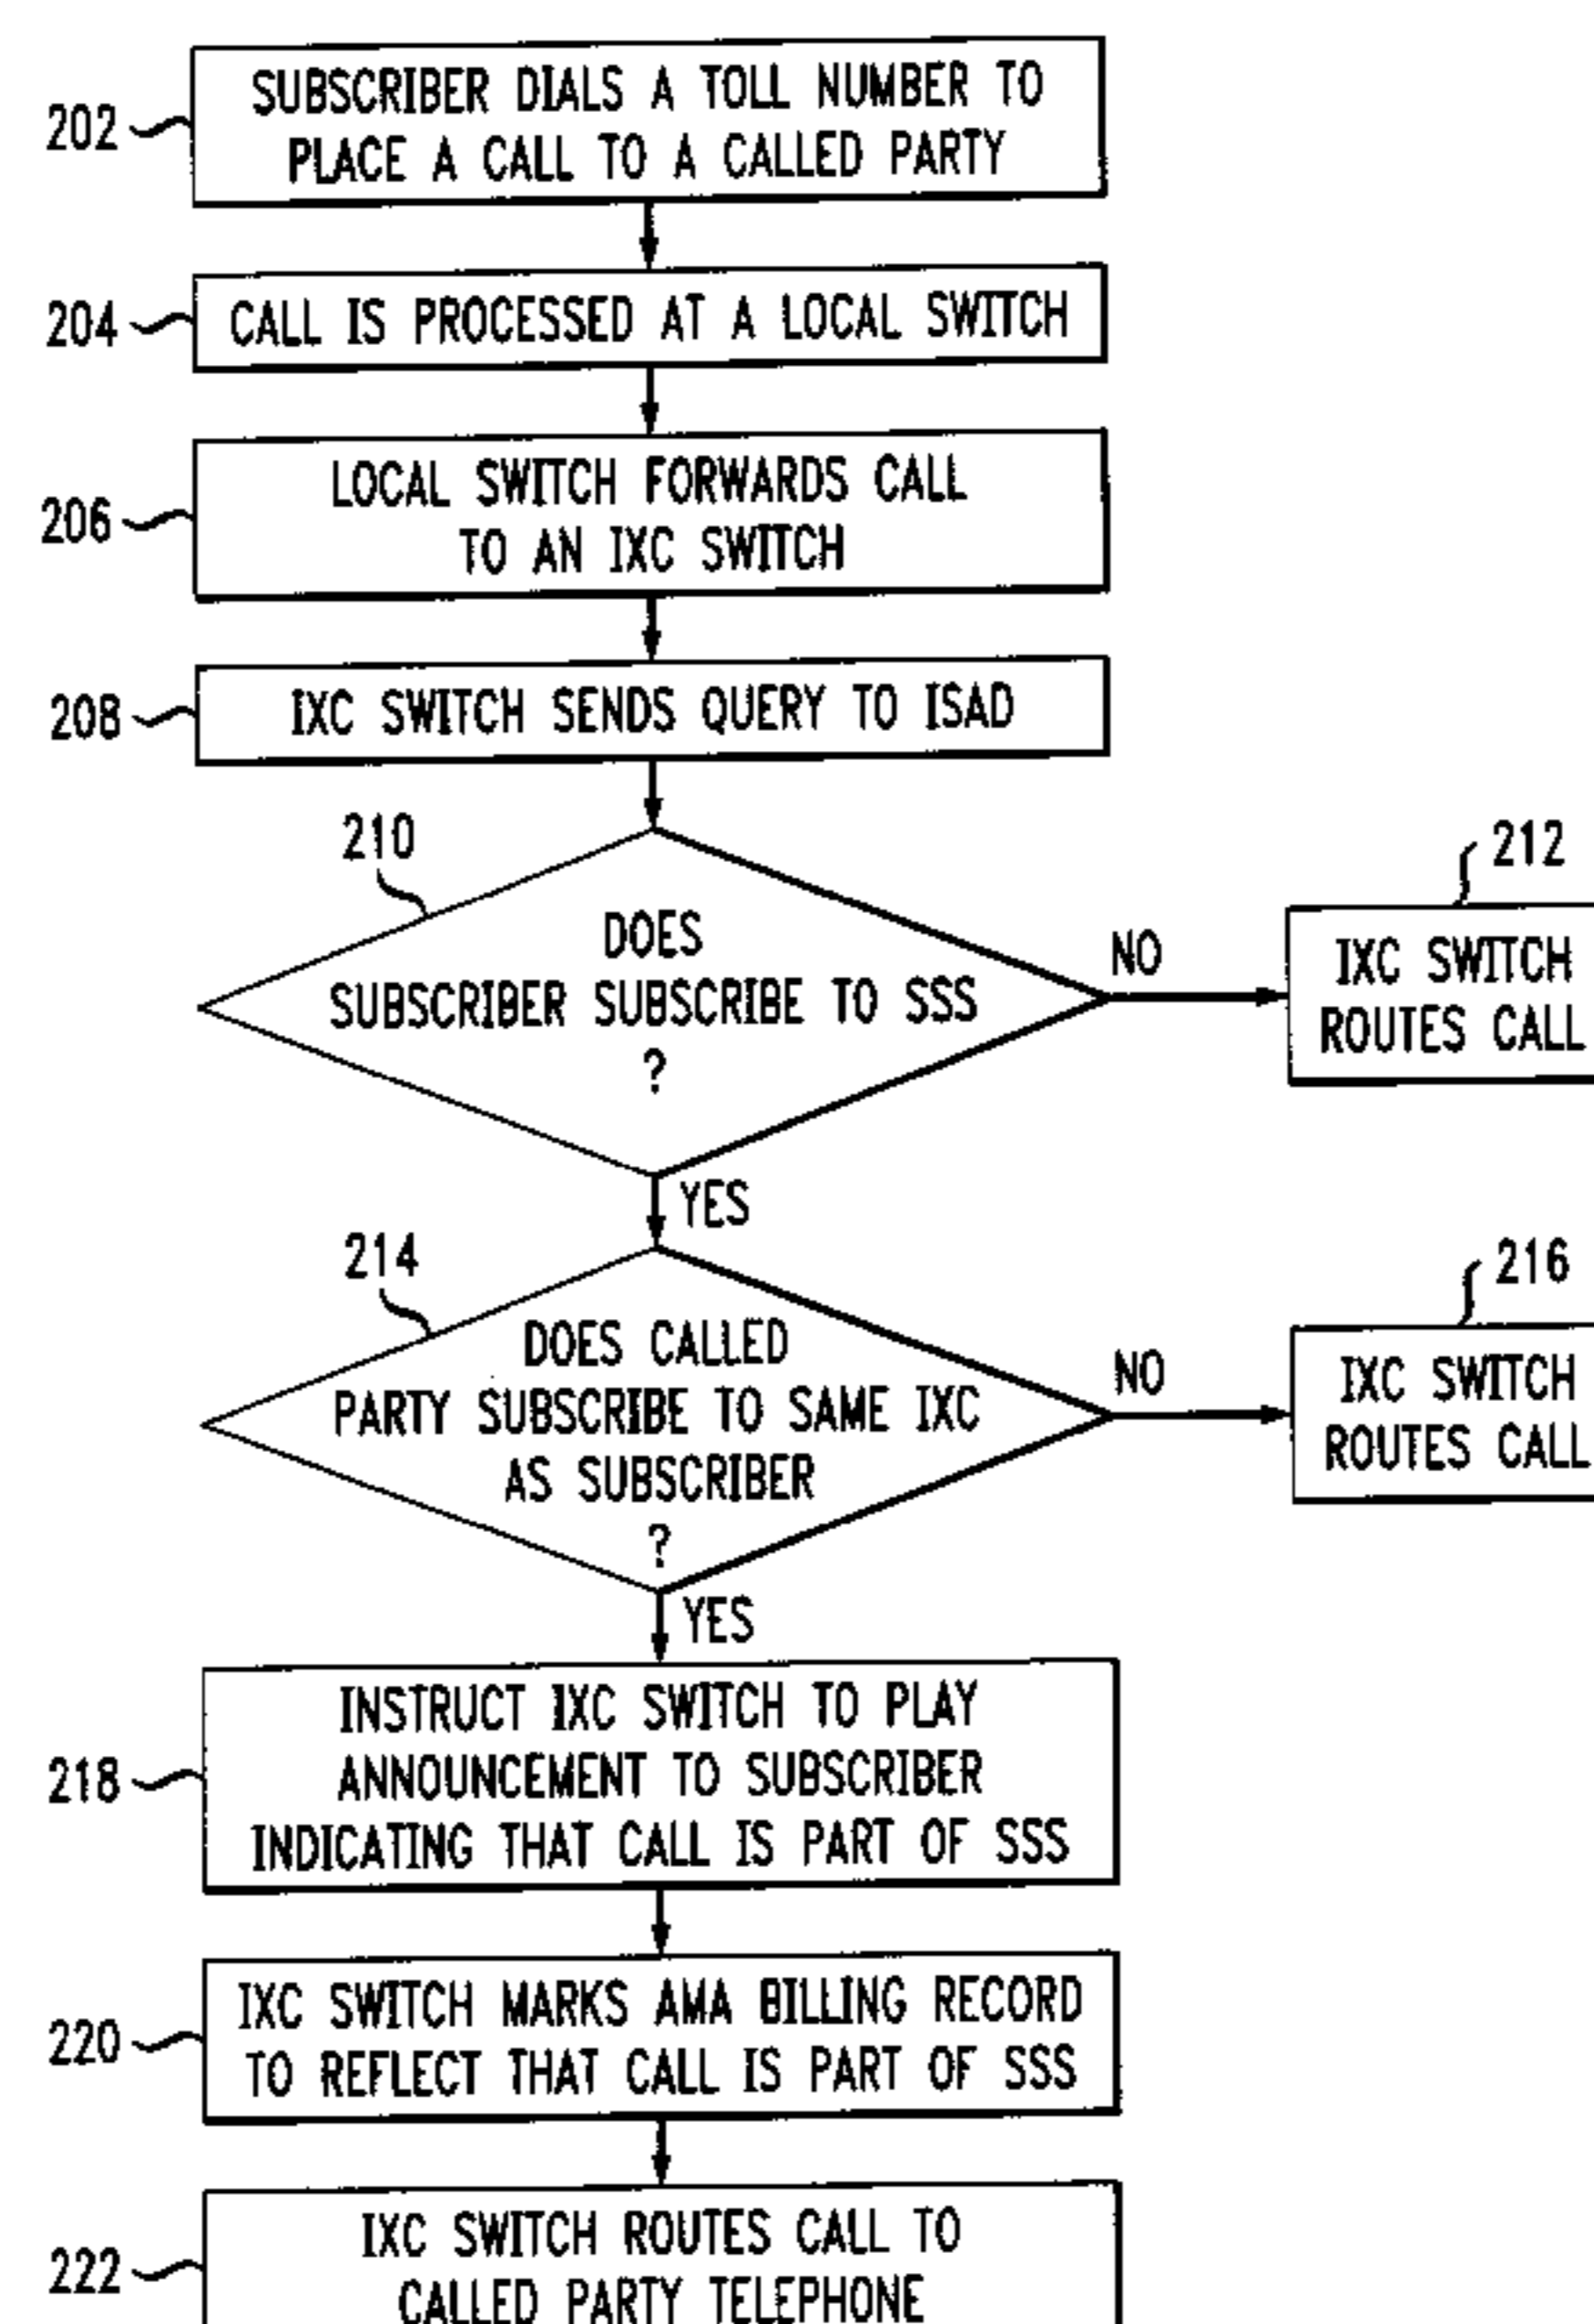 202
SUBSCRIBER DIALS A TOLL NUMBER TO
PLACE A CALL TO A CALLED PARTY
204
CALL IS PROCESSED AT A LOCAL SWITCH
206
LOCAL SWITCH FORWARDS CALL
TO AN IXC SWITCH
208
IXC SWITCH SENDS QUERY TO ISAD
210
DOES
SUBSCRIBER SUBSCRIBE TO SSS
?
NO
212
IXC SWITCH
ROUTES CALL
YES
214
DOES CALLED
PARTY SUBSCRIBE TO SAME IXC
AS SUBSCRIBER
?
NO
216
IXC SWITCH
ROUTES CALL
YES
218
INSTRUCT IXC SWITCH TO PLAY
ANNOUNCEMENT TO SUBSCRIBER
INDICATING THAT CALL IS PART OF SSS
220
IXC SWITCH MARKS AMA BILLING RECORD
TO REFLECT THAT CALL IS PART OF SSS
222
IXC SWITCH ROUTES CALL TO
CALLED PARTY TELEPHONE